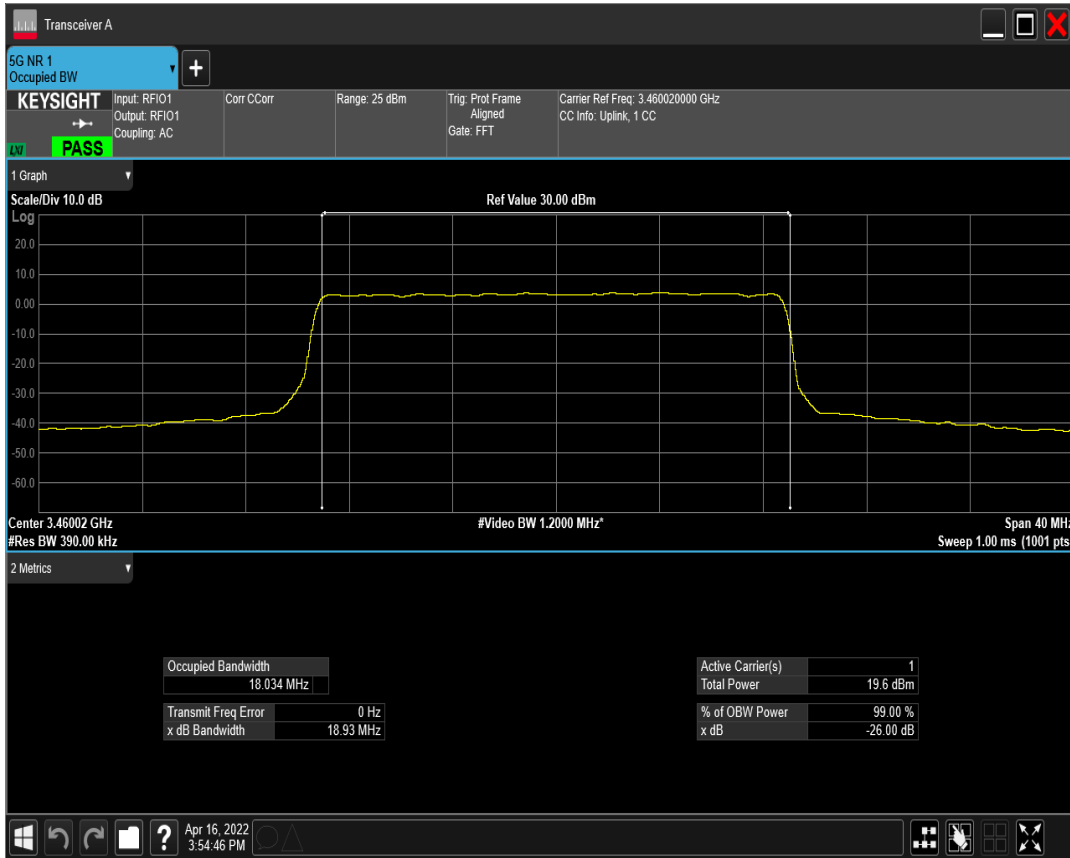 Transceiver A
5G NR 1
Occupied BW
+
KEYSIGHT
LXI
PASS
Input: RFIO1
Output: RFIO1
Coupling: AC
Corr CCorr
Range: 25 dBm
Trig: Prot Frame
Aligned
Gate: FFT
Carrier Ref Freq: 3.460020000 GHz
CC Info: Uplink, 1 CC
1 Graph
Scale/Div 10.0 dB
Ref Value 30.00 dBm
Log
20.0
10.0
0.00
-10.0
-20.0
-30.0
-40.0
-50.0
-60.0
Center 3.46002 GHz
#Video BW 1.2000 MHz*
Span 40 MHz
#Res BW 390.00 kHz
Sweep 1.00 ms (1001 pts
2 Metrics
Occupied Bandwidth
18.034 MHz
Transmit Freq Error 0 Hz
x dB Bandwidth 18.93 MHz
Active Carrier(s) 1
Total Power 19.6 dBm
% of OBW Power 99.00 %
x dB -26.00 dB
?
Apr 16, 2022
3:54:46 PM